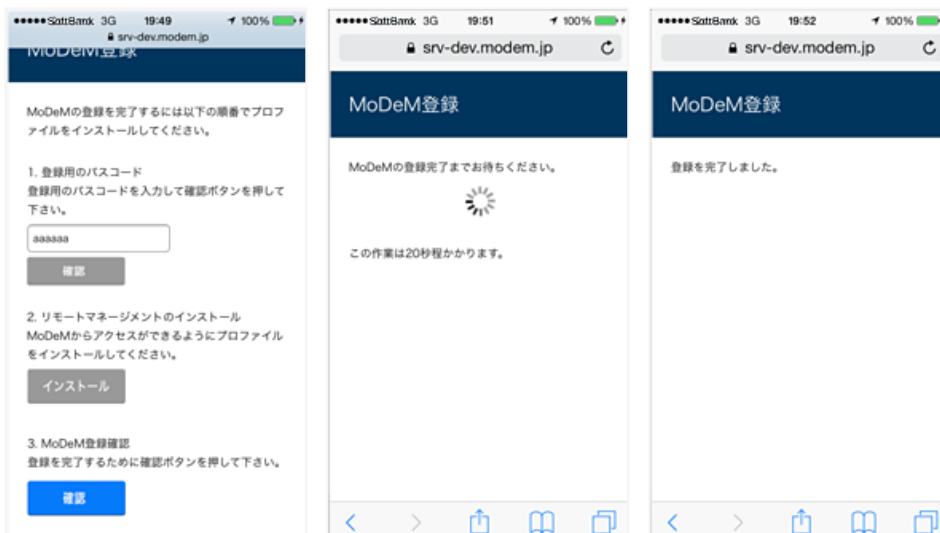 SattBank 3G 19:49 100%
srv-dev.modem.jp
MoDeM登録
MoDeMの登録を完了するには以下の順番でプロフ
ァイルをインストールしてください。
1. 登録用のパスコード
登録用のパスコードを入力して確認ボタンを押して
下さい。
aaaaaa
確認
2. リモートマネージメントのインストール
MoDeMからアクセスができるようにプロファイル
をインストールしてください。
インストール
3. MoDeM登録確認
登録を完了するために確認ボタンを押して下さい。
確認
SattBank 3G 19:51 100%
srv-dev.modem.jp
MoDeM登録
MoDeMの登録完了までお待ちください。
この作業は20秒程かかります。
SattBank 3G 19:52 100%
srv-dev.modem.jp
MoDeM登録
登録を完了しました。